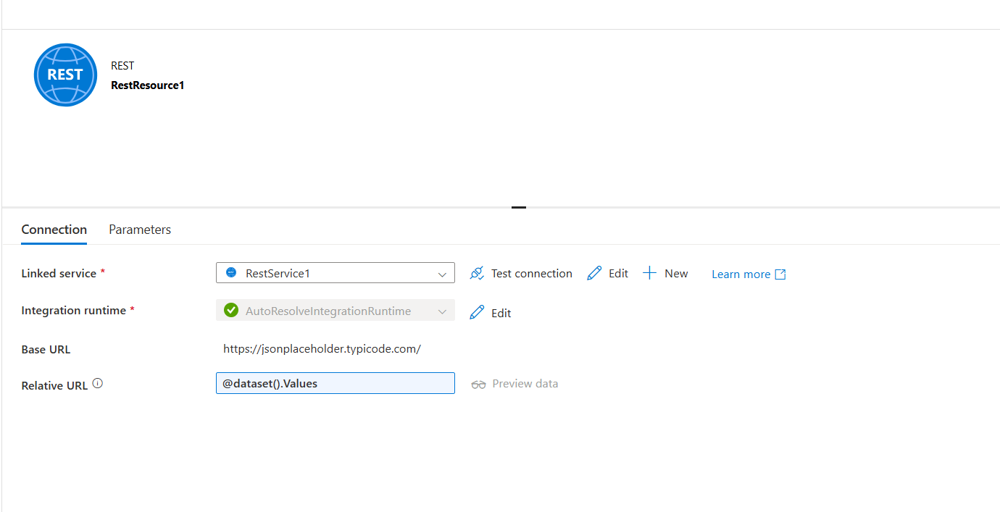 REST
REST
RestResource1
Connection Parameters
Linked service * RestService1 Test connection Edit New Learn more
Integration runtime * AutoResolveIntegrationRuntime Edit
Base URL https://jsonplaceholder.typicode.com/
Relative URL @dataset().Values Preview data